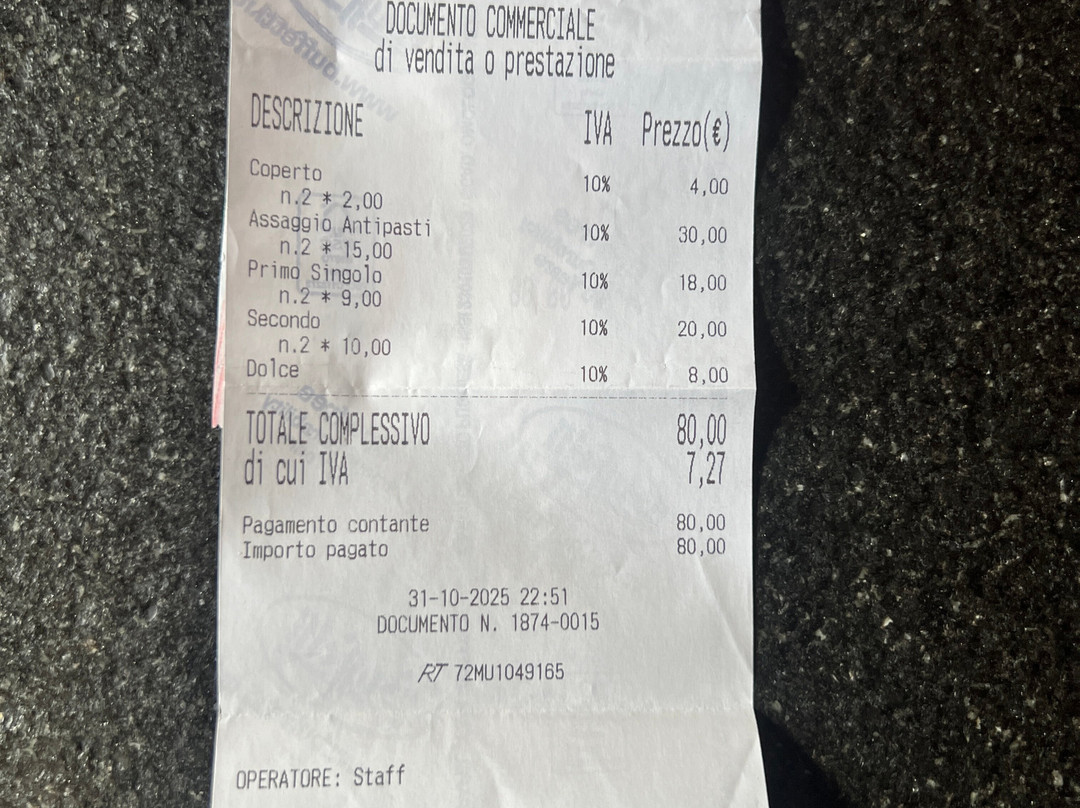 DOCUMENTO COMMERCIALE
di vendita o prestazione
DESCRIZIONE IVA Prezzo(€)
Coperto 10% 4,00
n.2 * 2,00
Assaggio Antipasti 10% 30,00
n.2 * 15,00
Primo Singolo 10% 18,00
n.2 * 9,00
Secondo 10% 20,00
n.2 * 10,00
Dolce 10% 8,00
TOTALE COMPLESSIVO 80,00
di cui IVA 7,27
Pagamento contante 80,00
Importo pagato 80,00
31-10-2025 22:51
DOCUMENTO N. 1874-0015
RT 72MU1049165
OPERATORE: Staff